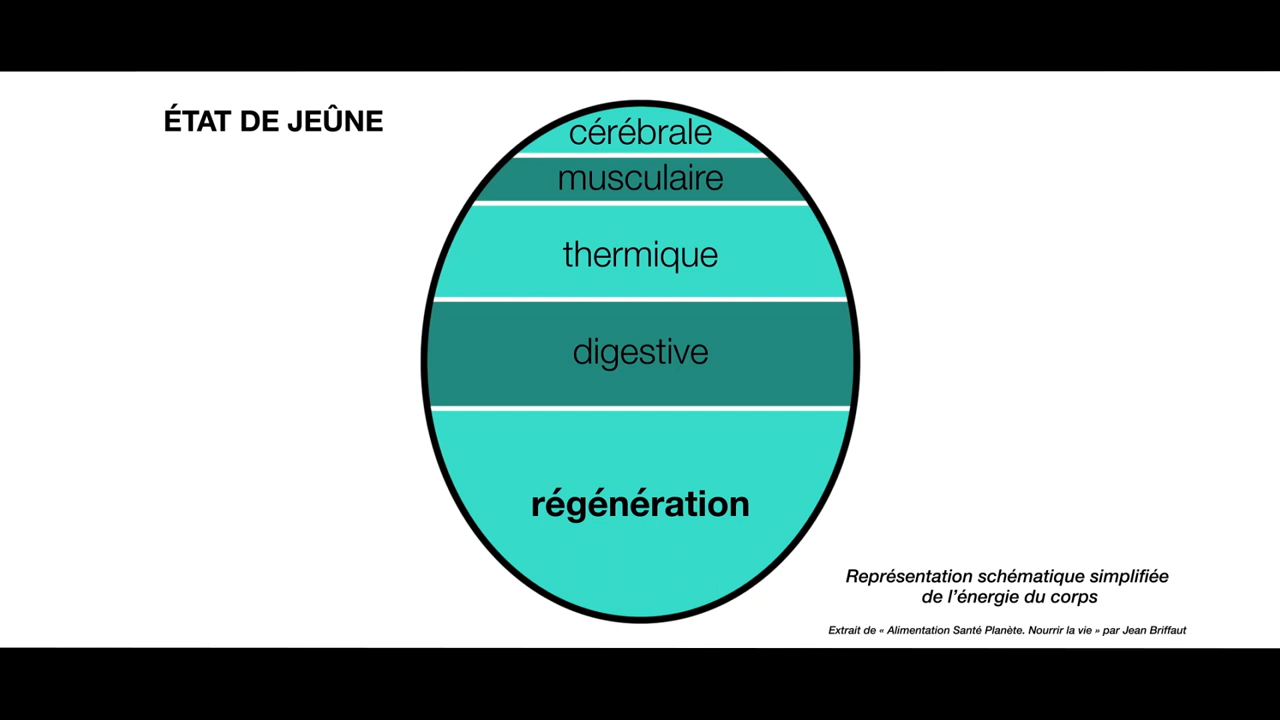 ÉTAT DE JEÛNE
cérébrale
musculaire
thermique
digestive
régénération
Représentation schématique simplifiée
de l’énergie du corps
Extrait de « Alimentation Santé Planète. Nourrir la vie » par Jean Briffaut